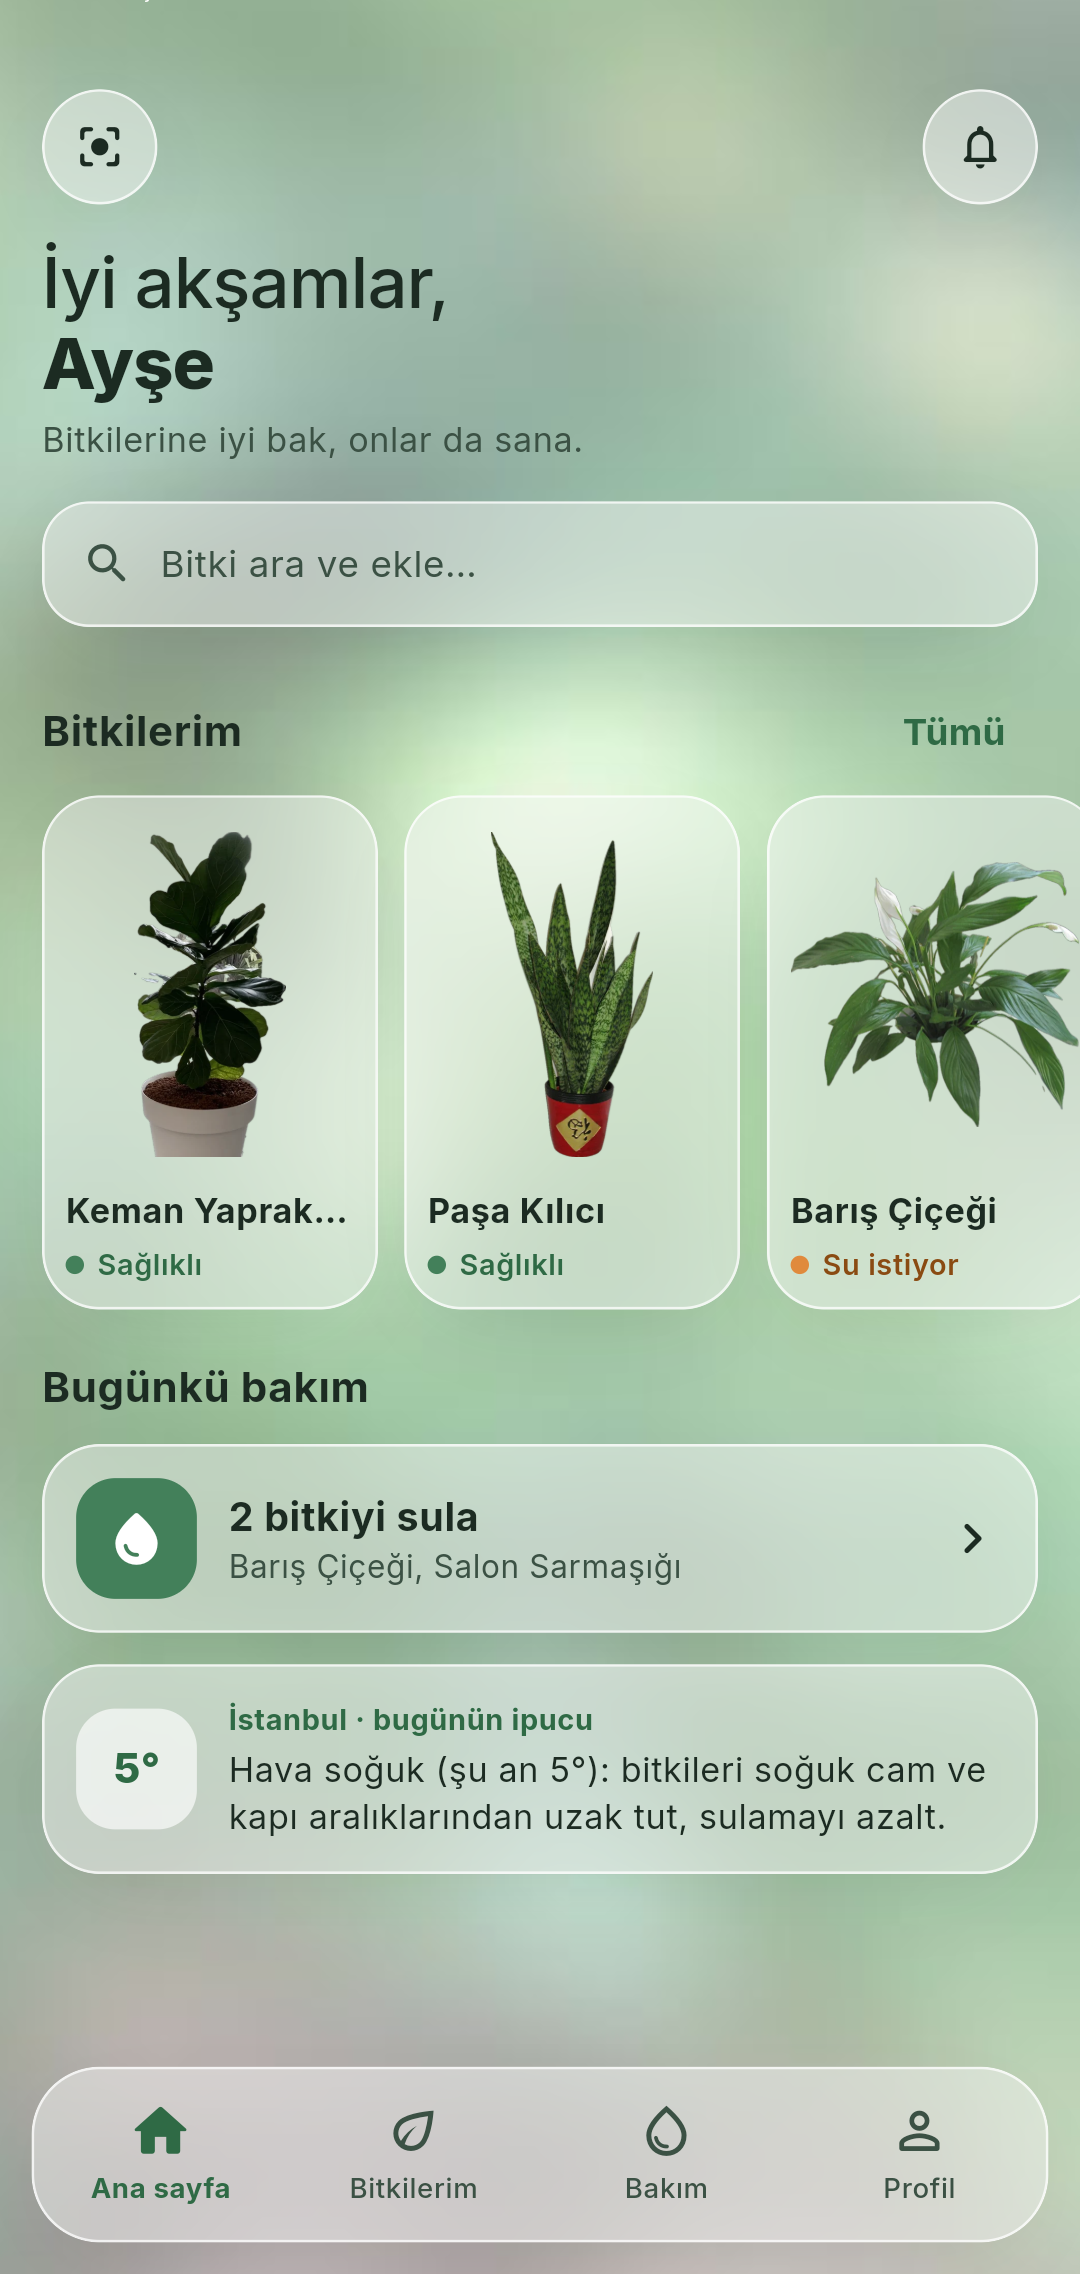 İyi akşamlar,
Ayşe
Bitkilerine iyi bak, onlar da sana.
Bitki ara ve ekle...
Bitkilerim
Tümü
Keman Yaprak...
Sağlıklı
Paşa Kılıcı
Sağlıklı
Barış Çiçeği
Su istiyor
Bugünkü bakım
2 bitkiyi sula
Barış Çiçeği, Salon Sarmaşığı
5°
İstanbul · bugünün ipucu
Hava soğuk (şu an 5°): bitkileri soğuk cam ve
kapı aralıklarından uzak tut, sulamayı azalt.
Ana sayfa
Bitkilerim
Bakım
Profil